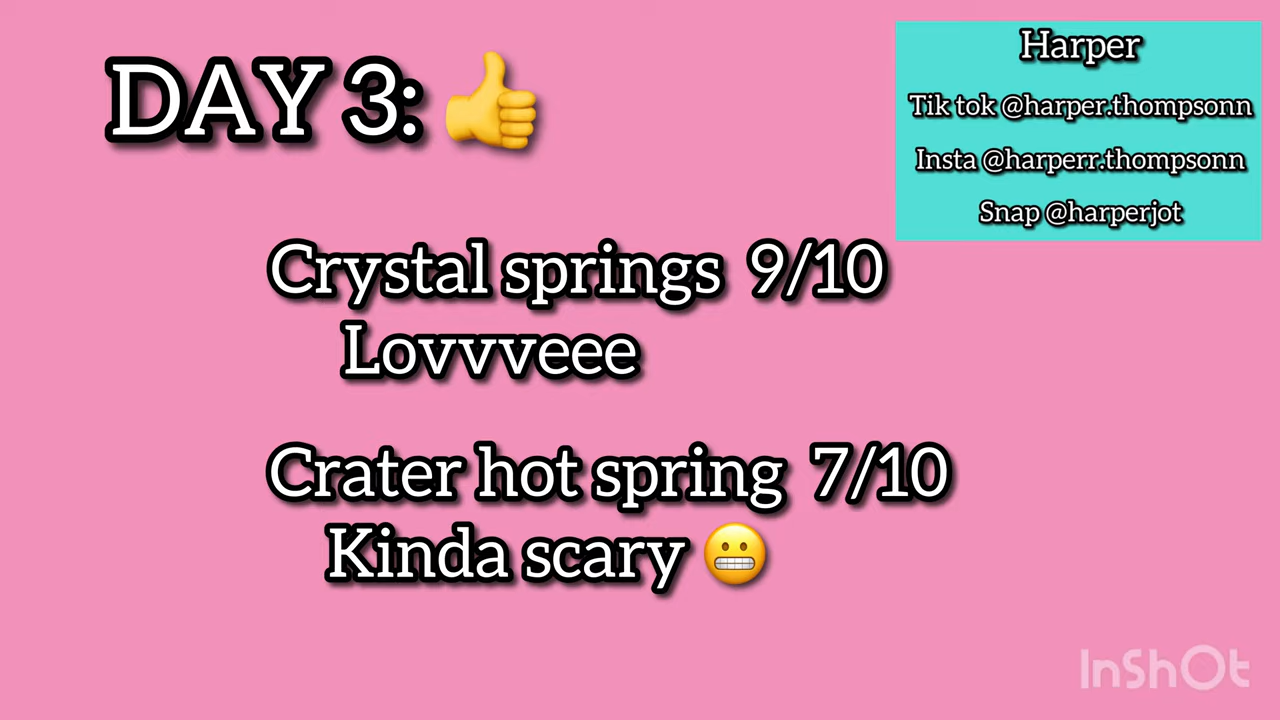 DAY 3: 👍
Harper
Tik tok @harper.thompsonn
Insta @harperr.thompsonn
Snap @harperjot
Crystal springs 9/10
Lovvveee
Crater hot spring 7/10
Kinda scary 😬
InShOt